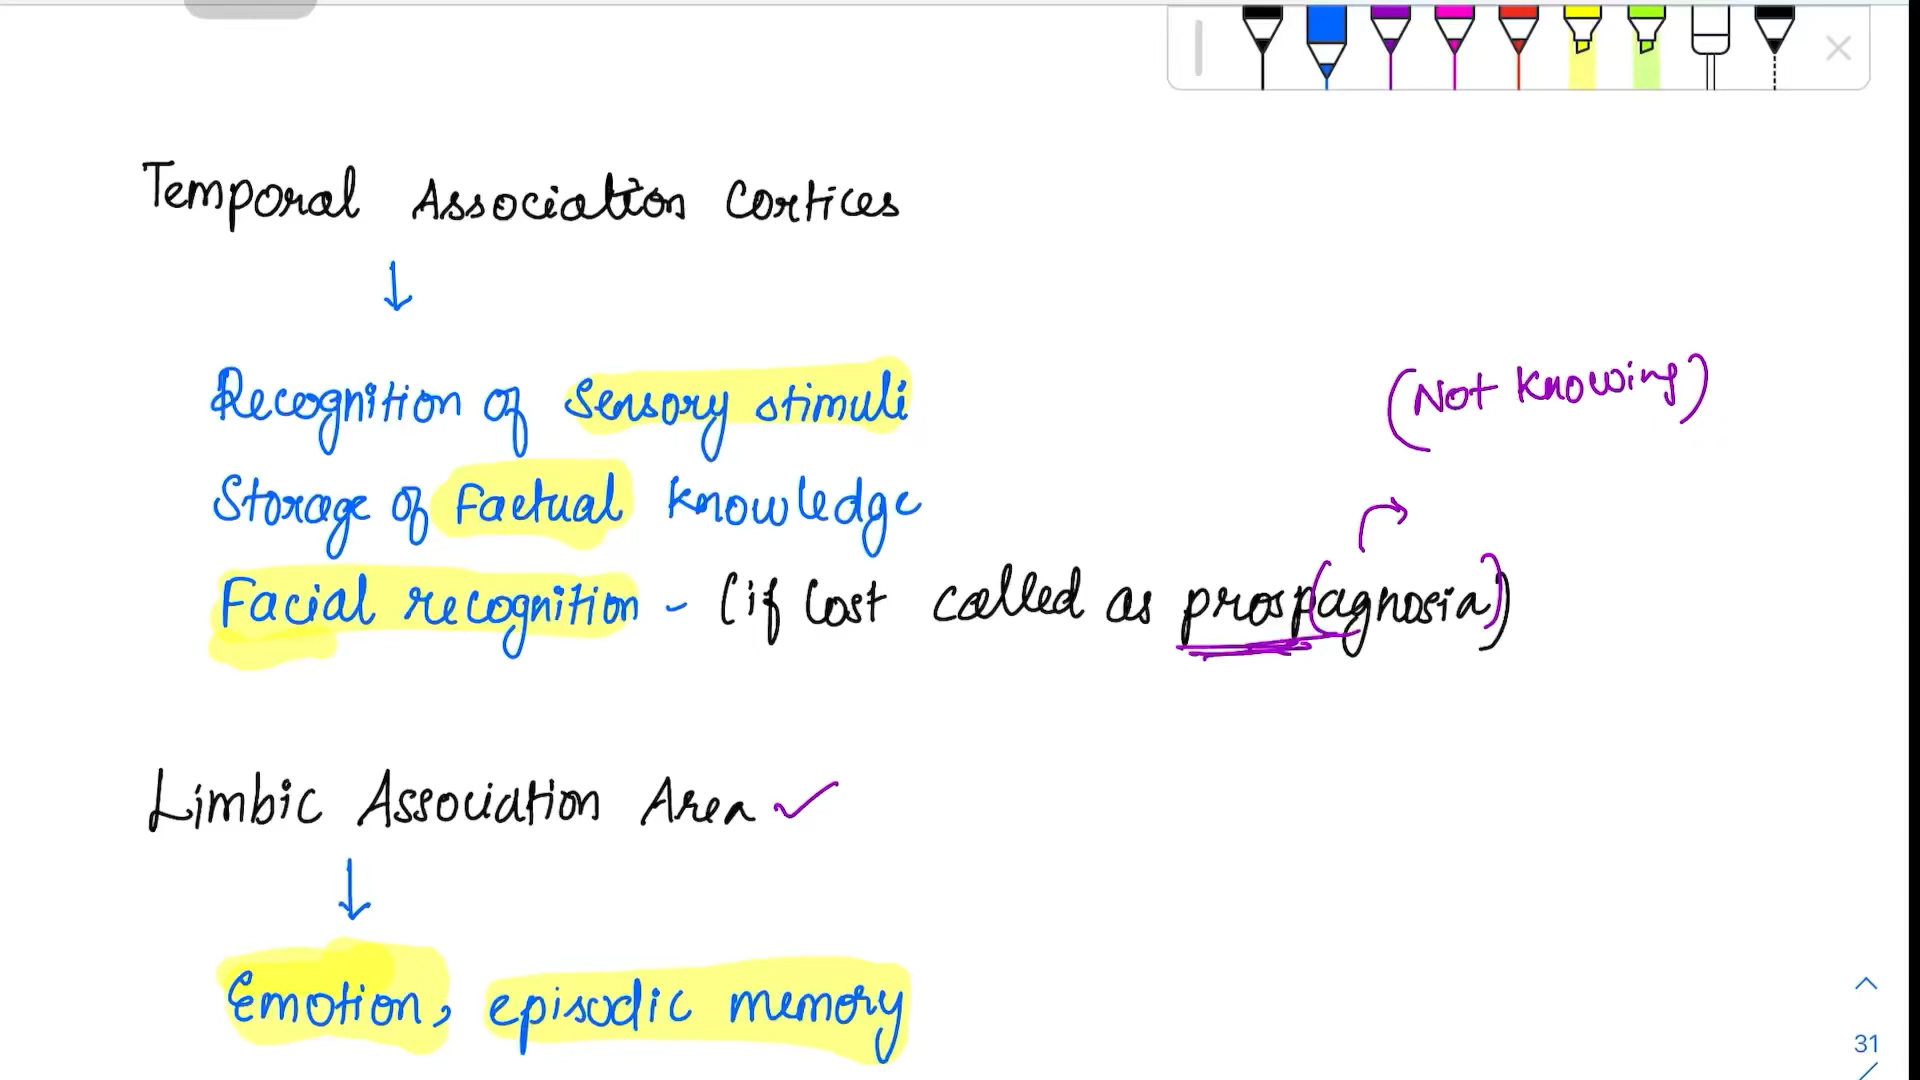 Temporal Association Cortices
↓
Recognition of Sensory stimuli
(Not Knowing)
Storage of Factual Knowledge
Facial recognition - (if lost called as prospagnosia)
Limbic Association Area ✓
↓
Emotion, episodic memory
31